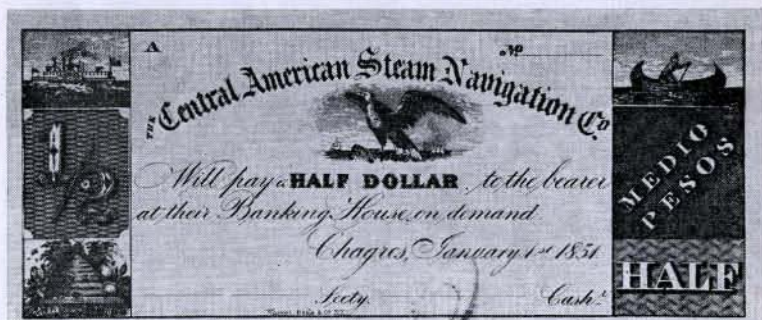 A
Nº
THE Central American Steam Navigation Co.
Will pay a HALF DOLLAR to the bearer
at their Banking House, on demand
Chagres, January 1st 1851
Secty. Cashr.
1/2
MEDIO
PESOS
HALF